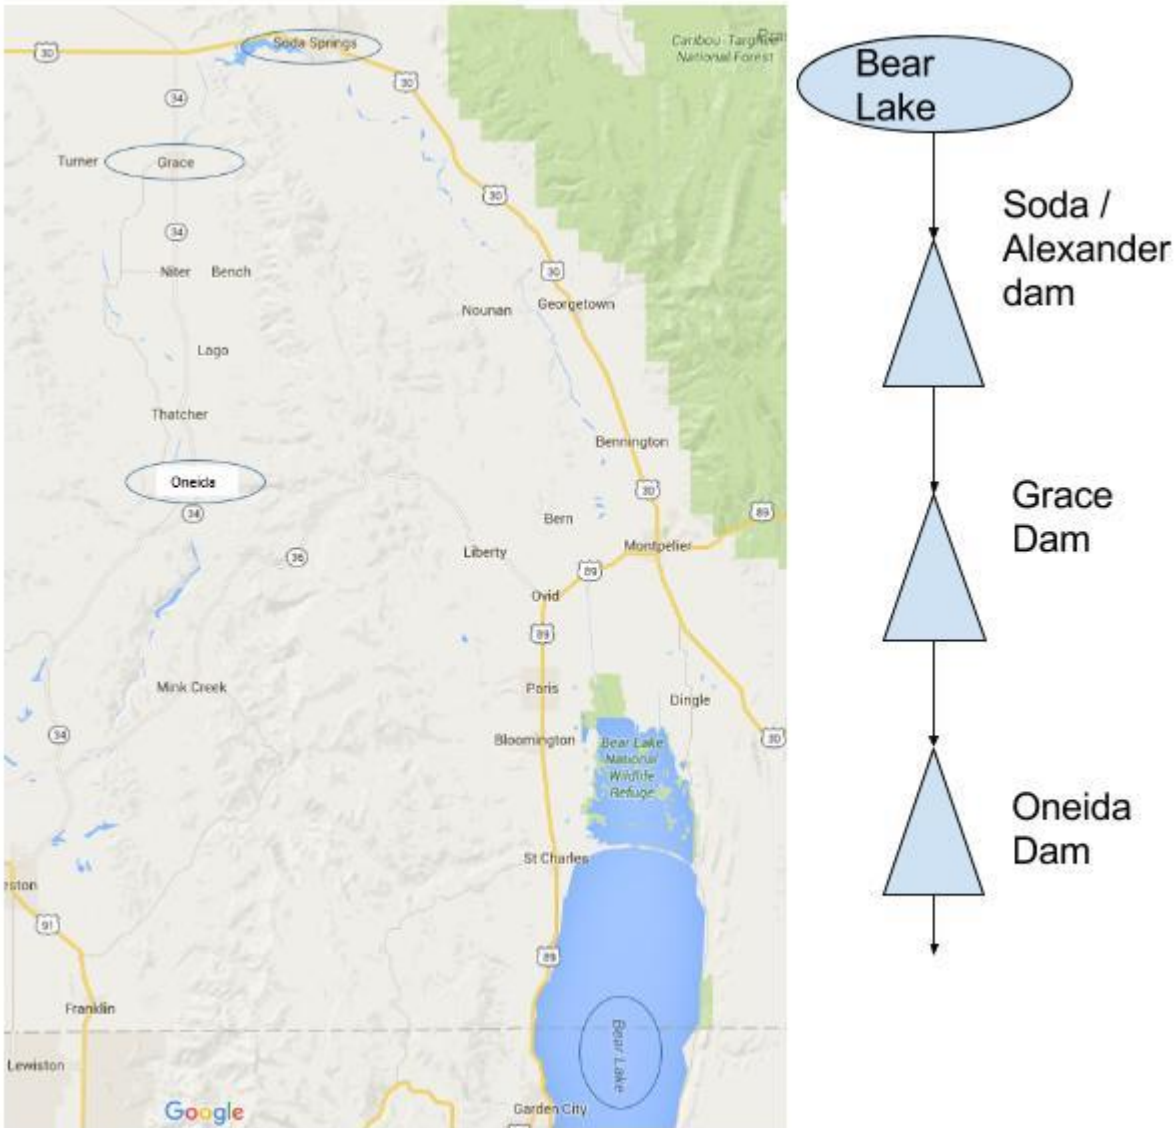 Soda Springs
Caribou-Targhee
National Forest
30
30
34
Turner
Grace
30
34
Niter
Bench
30
Nounan
Georgetown
Lago
Thatcher
Bennington
Oneida
30
34
Bern
89
36
Liberty
Montpelier
89
Ovid
89
Mink Creek
Paris
Dingle
34
Bloomington
Bear Lake
National
Wildlife
Refuge
30
St Charles
eston
91
89
Franklin
Bear Lake
Lewiston
Google
Garden City
Bear
Lake
Soda /
Alexander
dam
Grace
Dam
Oneida
Dam